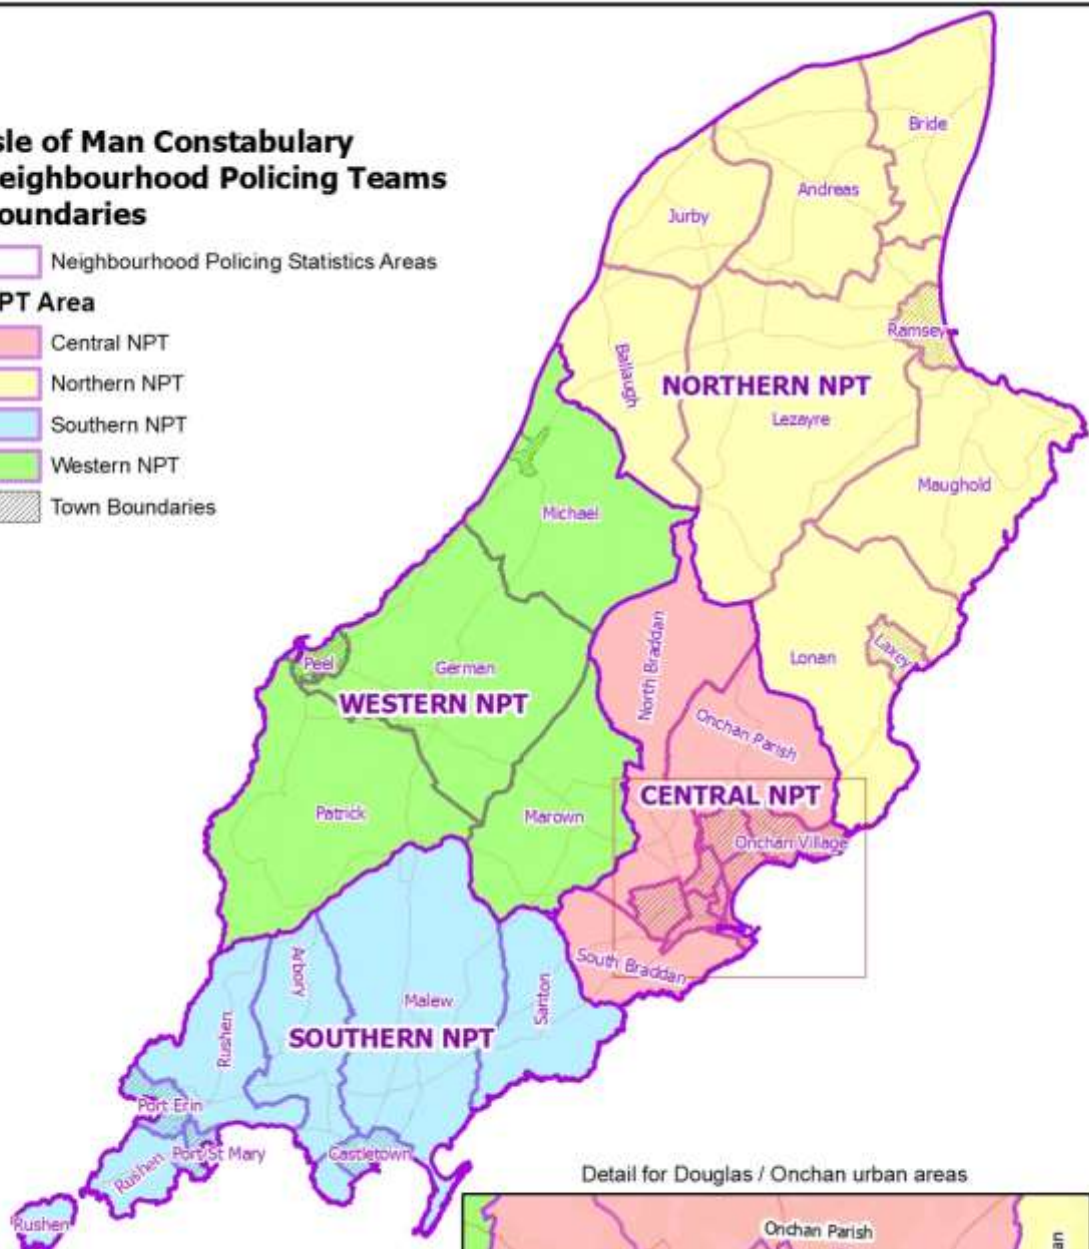 sle of Man Constabulary
eighbourhood Policing Teams
oundaries
Neighbourhood Policing Statistics Areas
PT Area
Central NPT
Northern NPT
Southern NPT
Western NPT
Town Boundaries
Bride
Andreas
Jurby
Ramsey
Ballaugh
NORTHERN NPT
Lezayre
Maughold
Michael
Lonan
Laxey
North Braddan
Peel
German
WESTERN NPT
Onchan Parish
CENTRAL NPT
Patrick
Marown
Onchan Village
South Braddan
Arbory
Malew
Santon
Rushen
SOUTHERN NPT
Port Erin
Port St Mary
Castletown
Rushen
Rushen
Detail for Douglas / Onchan urban areas
Onchan Parish
an